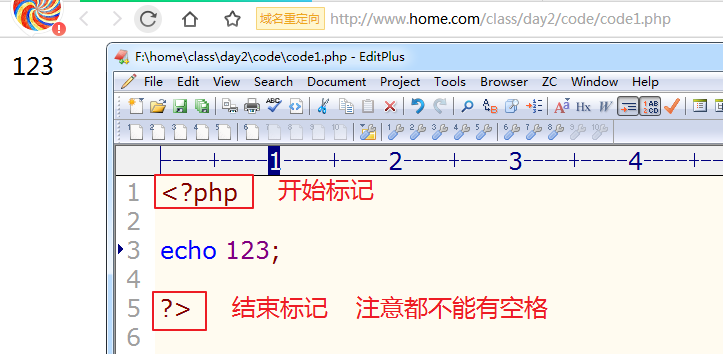 域名重定向 http://www.home.com/class/day2/code/code1.php
123
F:\home\class\day2\code\code1.php - EditPlus
File Edit View Search Document Project Tools Browser ZC Window Help
1 2 3 4
1 <?php 开始标记
2
3 echo 123;
4
5 ?> 结束标记 注意都不能有空格
6